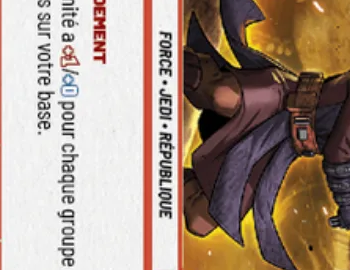 FORCE • JEDI • RÉPUBLIQUE
DEMENT
nité a +1/+1 pour chaque groupe
s sur votre base.